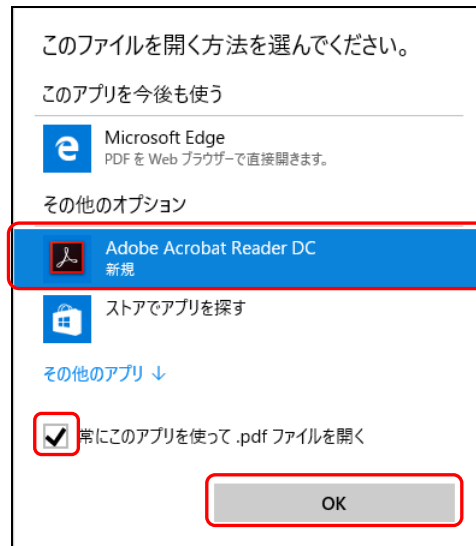 このファイルを開く方法を選んでください。
このアプリを今後も使う
Microsoft Edge
PDF を Web ブラウザーで直接開きます。
その他のオプション
Adobe Acrobat Reader DC
新規
ストアでアプリを探す
その他のアプリ ↓
常にこのアプリを使って .pdf ファイルを開く
OK